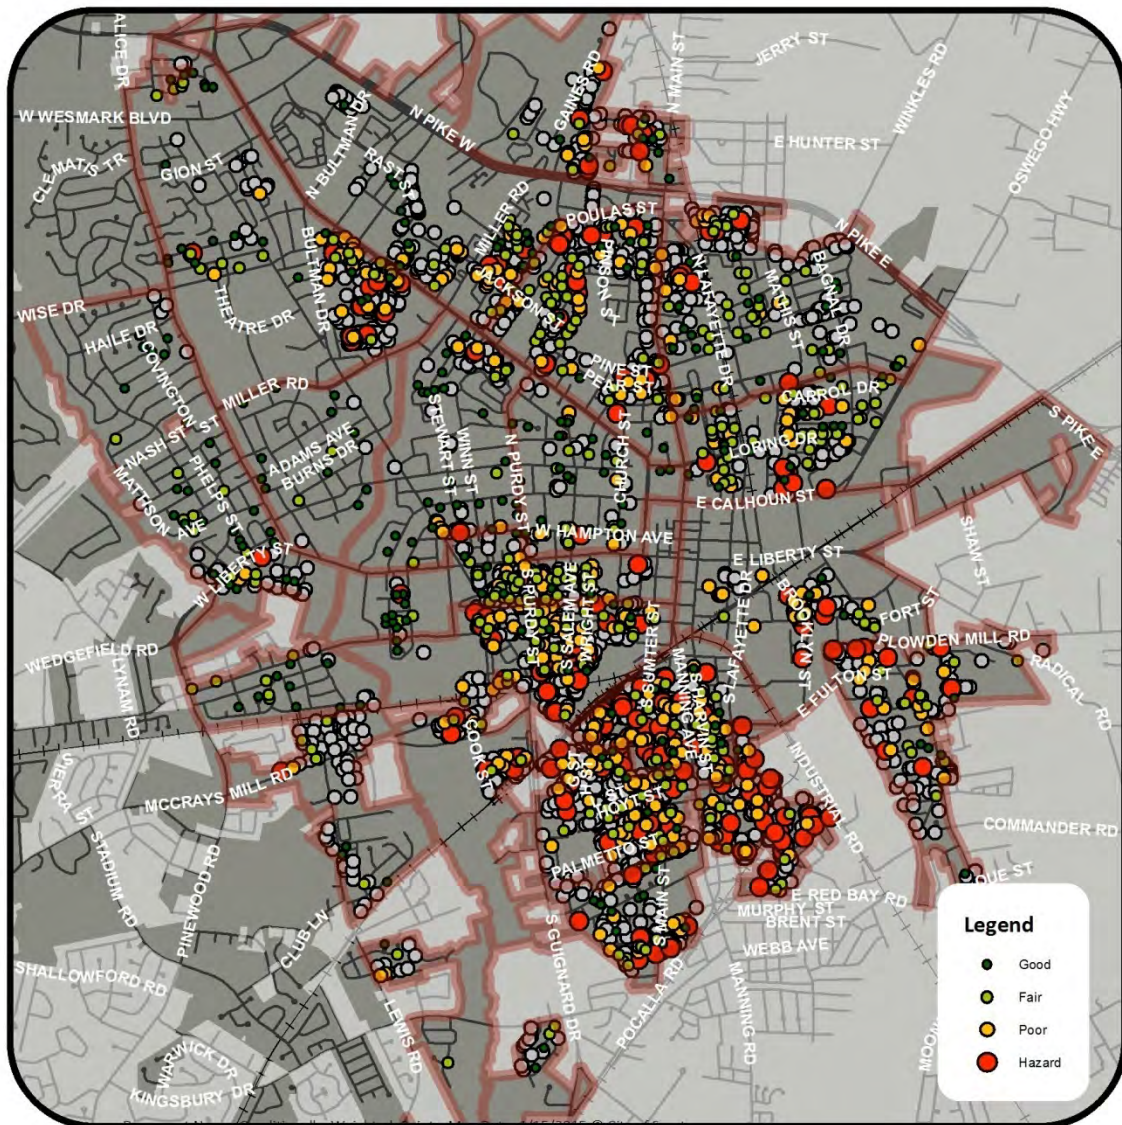 ALICE DR
W WESMARK BLVD
CLEMATIS TR
GION ST
N BULTMAN DR
RAST ST
N PIKE W
GAINES RD
N MAIN ST
JERRY ST
WINKLES RD
E HUNTER ST
OSWEGO HWY
MILLER RD
POULAS ST
N PIKE E
BULTMAN DR
THEATRE DR
JACKSON ST
N LAFAYETTE DR
MATHIS ST
BAGNAL DR
WISE DR
HAILE DR
COVINGTON ST
MILLER RD
PINE ST
PEAR ST
CARROL DR
S PIKE E
NASH ST
ADAMS AVE
BURNS DR
STEWART ST
WINN ST
N PURDY ST
CHURCH ST
LORING DR
MATTISON AVE
PHELPS ST
E CALHOUN ST
W HAMPTON AVE
E LIBERTY ST
SHAW ST
W LIBERTY ST
S PURDY ST
S SALEM AVE
WRIGHT ST
S SUMTER ST
S LAFAYETTE DR
BROOKLYN ST
FORT ST
PLOWDEN MILL RD
WEDGEFIELD RD
LYNAM RD
MANNING AVE
S HARVIN ST
E FULTON ST
RADICAL RD
COOK ST
MCCRAYS MILL RD
HOYT ST
INDUSTRIAL RD
COMMANDER RD
STADIUM RD
PINEWOOD RD
PALMETTO ST
S MAIN ST
E RED BAY RD
MURPHY ST
BRENT ST
WEBB AVE
CLUB LN
S GUIGNARD DR
SHALLOWFORD RD
LEWIS RD
POCALLA RD
MANNING RD
WARWICK DR
KINGSBURY DR
Legend
Good
Fair
Poor
Hazard